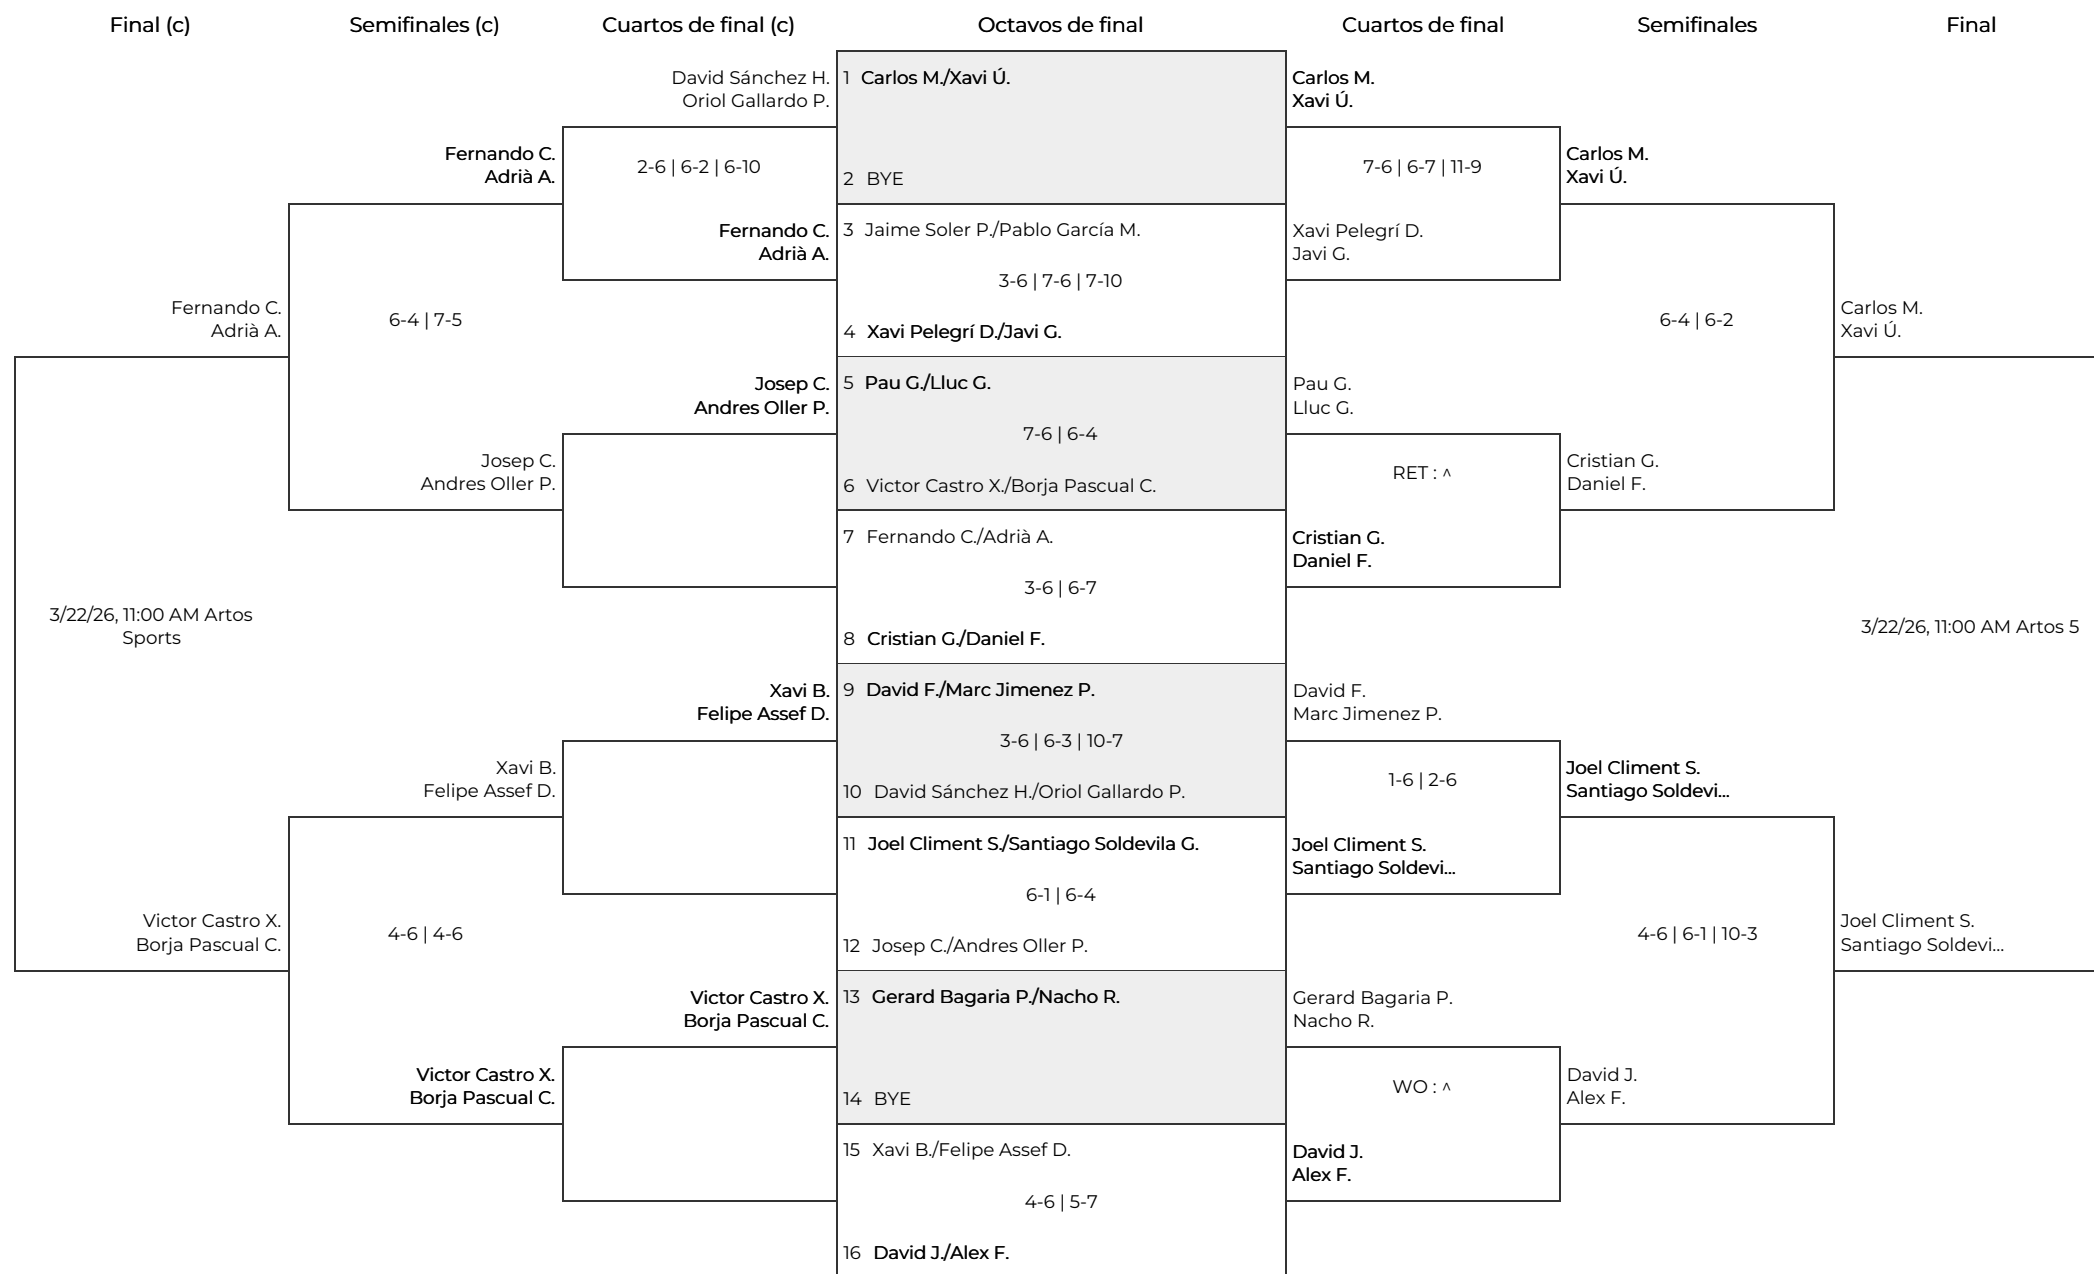 Final (c)
Semifinales (c)
Cuartos de final (c)
Octavos de final
Cuartos de final
Semifinales
Final
Fernando C.
Adrià A.
3/22/26, 11:00 AM Artos
Sports
Victor Castro X.
Borja Pascual C.
Fernando C.
Adrià A.
6-4 | 7-5
Josep C.
Andres Oller P.
Xavi B.
Felipe Assef D.
4-6 | 4-6
Victor Castro X.
Borja Pascual C.
David Sánchez H.
Oriol Gallardo P.
2-6 | 6-2 | 6-10
Fernando C.
Adrià A.
Josep C.
Andres Oller P.
Xavi B.
Felipe Assef D.
Victor Castro X.
Borja Pascual C.
1 Carlos M./Xavi Ú.
2 BYE
3 Jaime Soler P./Pablo García M.
3-6 | 7-6 | 7-10
4 Xavi Pelegrí D./Javi G.
5 Pau G./Lluc G.
7-6 | 6-4
6 Victor Castro X./Borja Pascual C.
7 Fernando C./Adrià A.
3-6 | 6-7
8 Cristian G./Daniel F.
9 David F./Marc Jimenez P.
3-6 | 6-3 | 10-7
10 David Sánchez H./Oriol Gallardo P.
11 Joel Climent S./Santiago Soldevila G.
6-1 | 6-4
12 Josep C./Andres Oller P.
13 Gerard Bagaria P./Nacho R.
14 BYE
15 Xavi B./Felipe Assef D.
4-6 | 5-7
16 David J./Alex F.
Carlos M.
Xavi Ú.
7-6 | 6-7 | 11-9
Xavi Pelegrí D.
Javi G.
Pau G.
Lluc G.
RET : ^
Cristian G.
Daniel F.
David F.
Marc Jimenez P.
1-6 | 2-6
Joel Climent S.
Santiago Soldevi...
Gerard Bagaria P.
Nacho R.
WO : ^
David J.
Alex F.
Carlos M.
Xavi Ú.
6-4 | 6-2
Cristian G.
Daniel F.
Joel Climent S.
Santiago Soldevi...
4-6 | 6-1 | 10-3
David J.
Alex F.
Carlos M.
Xavi Ú.
3/22/26, 11:00 AM Artos 5
Joel Climent S.
Santiago Soldevi...